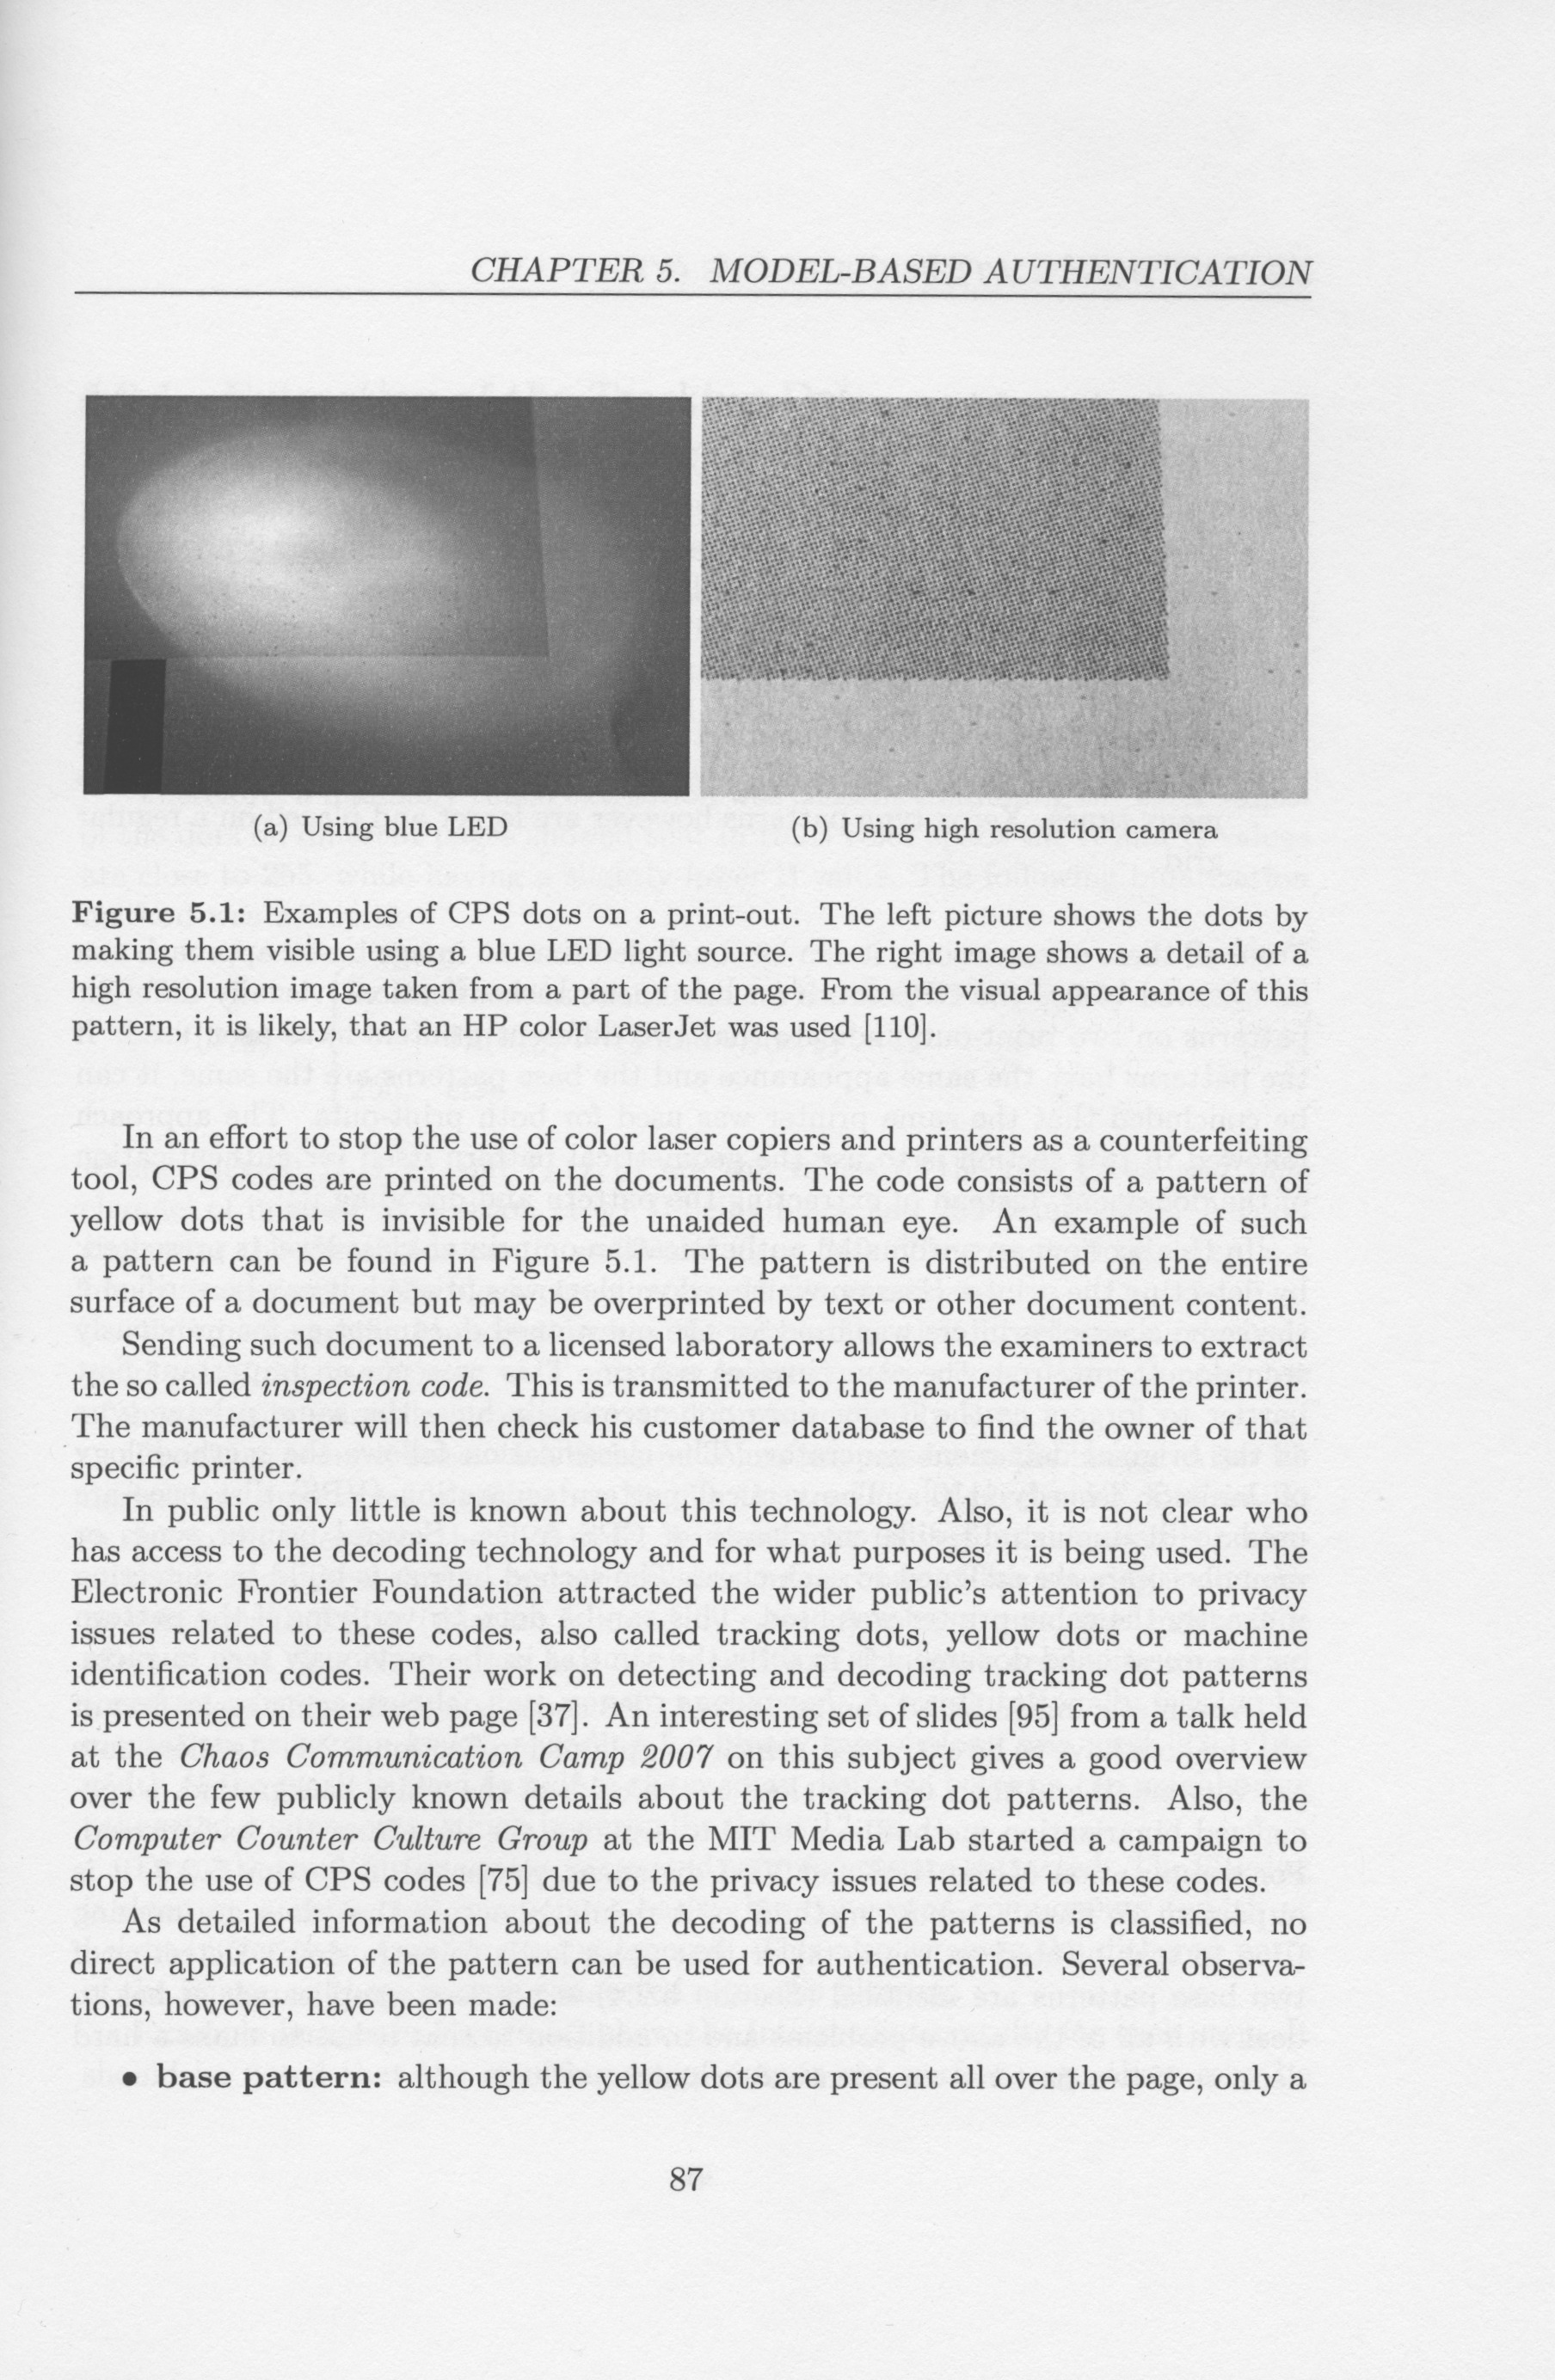 CHAPTER 5. MODEL-BASED AUTHENTICATION
(a) Using blue LED
(b) Using high resolution camera
Figure 5.1: Examples of CPS dots on a print-out. The left picture shows the dots by
making them visible using a blue LED light source. The right image shows a detail of a
high resolution image taken from a part of the page. From the visual appearance of this
pattern, it is likely, that an HP color LaserJet was used [110].
In an effort to stop the use of color laser copiers and printers as a counterfeiting
tool, CPS codes are printed on the documents. The code consists of a pattern of
yellow dots that is invisible for the unaided human eye. An example of such
a pattern can be found in Figure 5.1. The pattern is distributed on the entire
surface of a document but may be overprinted by text or other document content.
Sending such document to a licensed laboratory allows the examiners to extract
the so called inspection code. This is transmitted to the manufacturer of the printer.
The manufacturer will then check his customer database to find the owner of that
specific printer.
In public only little is known about this technology. Also, it is not clear who
has access to the decoding technology and for what purposes it is being used. The
Electronic Frontier Foundation attracted the wider public's attention to privacy
issues related to these codes, also called tracking dots, yellow dots or machine
identification codes. Their work on detecting and decoding tracking dot patterns
is presented on their web page [37]. An interesting set of slides [95] from a talk held
at the Chaos Communication Camp 2007 on this subject gives a good overview
over the few publicly known details about the tracking dot patterns. Also, the
Computer Counter Culture Group at the MIT Media Lab started a campaign to
stop the use of CPS codes [75] due to the privacy issues related to these codes.
As detailed information about the decoding of the patterns is classified, no
direct application of the pattern can be used for authentication. Several observa-
tions, however, have been made:
• base pattern: although the yellow dots are present all over the page, only a
87